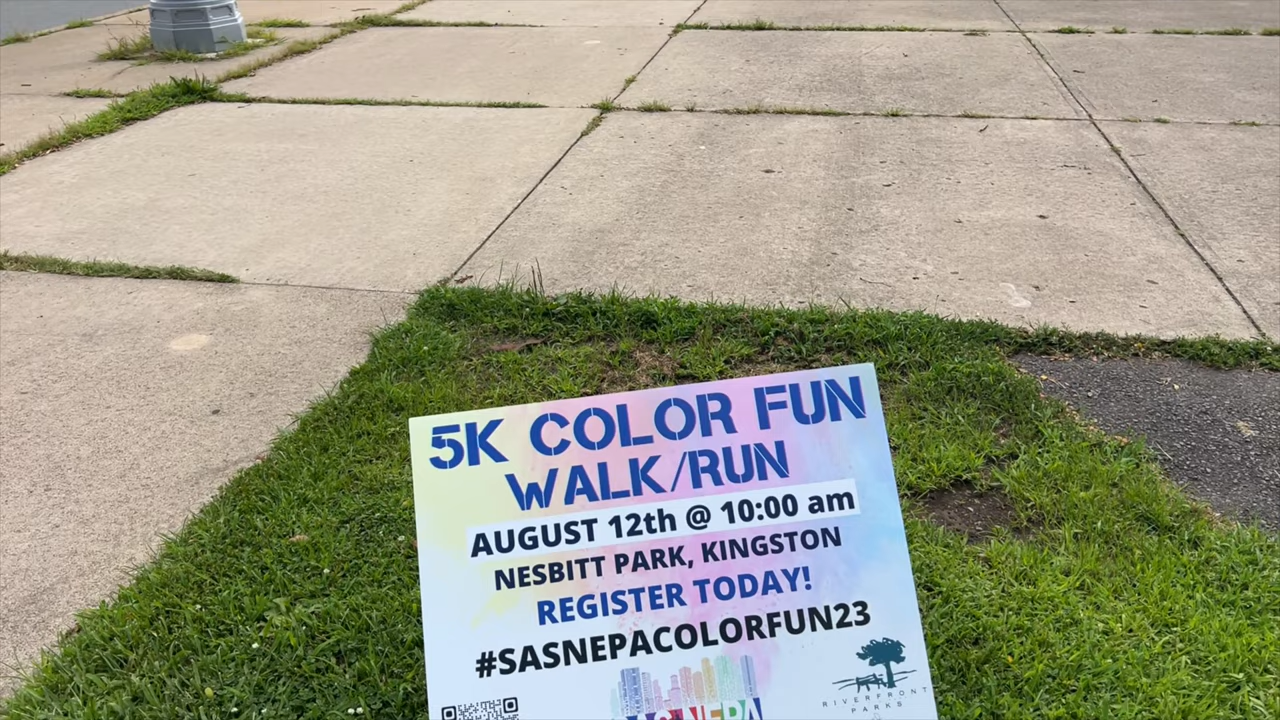 5K COLOR FUN
WALK/RUN
AUGUST 12th @ 10:00 am
NESBITT PARK, KINGSTON
REGISTER TODAY!
#SASNEPACOLORFUN23
RIVERFRONT
PARKS